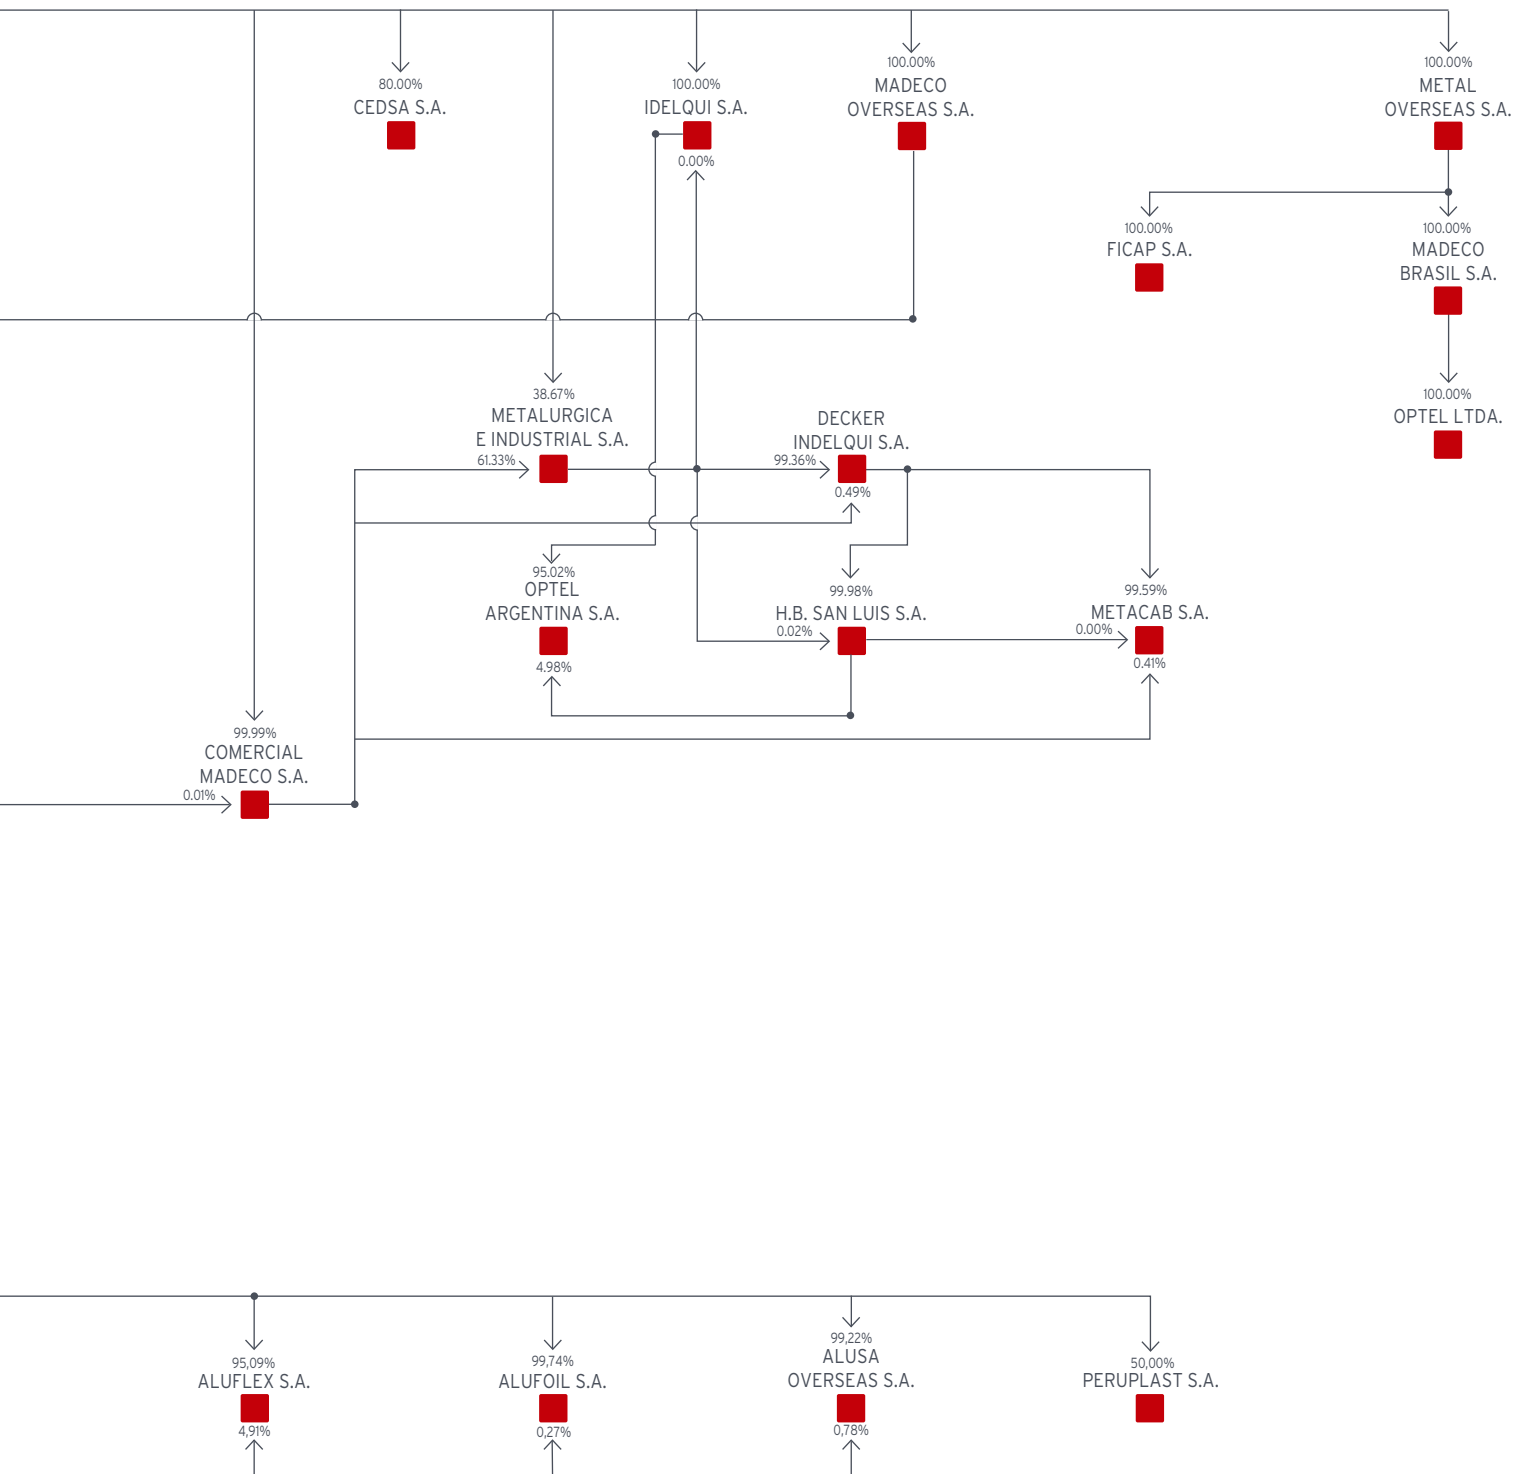 100.00%
MADECO
OVERSEAS S.A.
100.00%
METAL
OVERSEAS S.A.
80.00%
CEDSA S.A.
100.00%
IDELQUI S.A.
0.00%
100.00%
FICAP S.A.
100.00%
MADECO
BRASIL S.A.
38.67%
METALURGICA
E INDUSTRIAL S.A.
61.33%
DECKER
INDELQUI S.A.
99.36%
0.49%
100.00%
OPTEL LTDA.
95.02%
OPTEL
ARGENTINA S.A.
4.98%
99.98%
H.B. SAN LUIS S.A.
0.02%
99.59%
METACAB S.A.
0.00%
0.41%
99.99%
COMERCIAL
MADECO S.A.
0.01%
95,09%
ALUFLEX S.A.
4,91%
99,74%
ALUFOIL S.A.
0,27%
99,22%
ALUSA
OVERSEAS S.A.
0,78%
50,00%
PERUPLAST S.A.